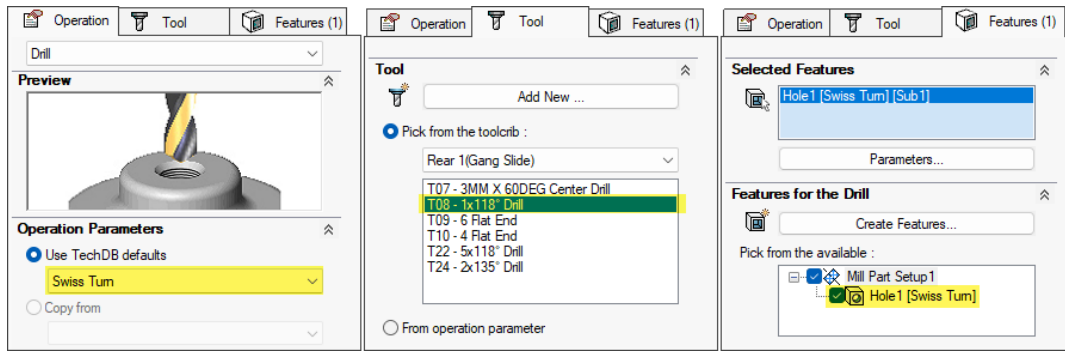 Operation
Tool
Features (1)
Drill
Preview
Operation Parameters
Use TechDB defaults
Swiss Turn
Copy from
Operation
Tool
Features (1)
Tool
Add New ...
Pick from the toolcrib :
Rear 1(Gang Slide)
T07 - 3MM X 60DEG Center Drill
T08 - 1x118° Drill
T09 - 6 Flat End
T10 - 4 Flat End
T22 - 5x118° Drill
T24 - 2x135° Drill
From operation parameter
Operation
Tool
Features (1)
Selected Features
Hole1 [Swiss Turn] [Sub1]
Parameters...
Features for the Drill
Create Features...
Pick from the available :
Mill Part Setup1
Hole1 [Swiss Turn]